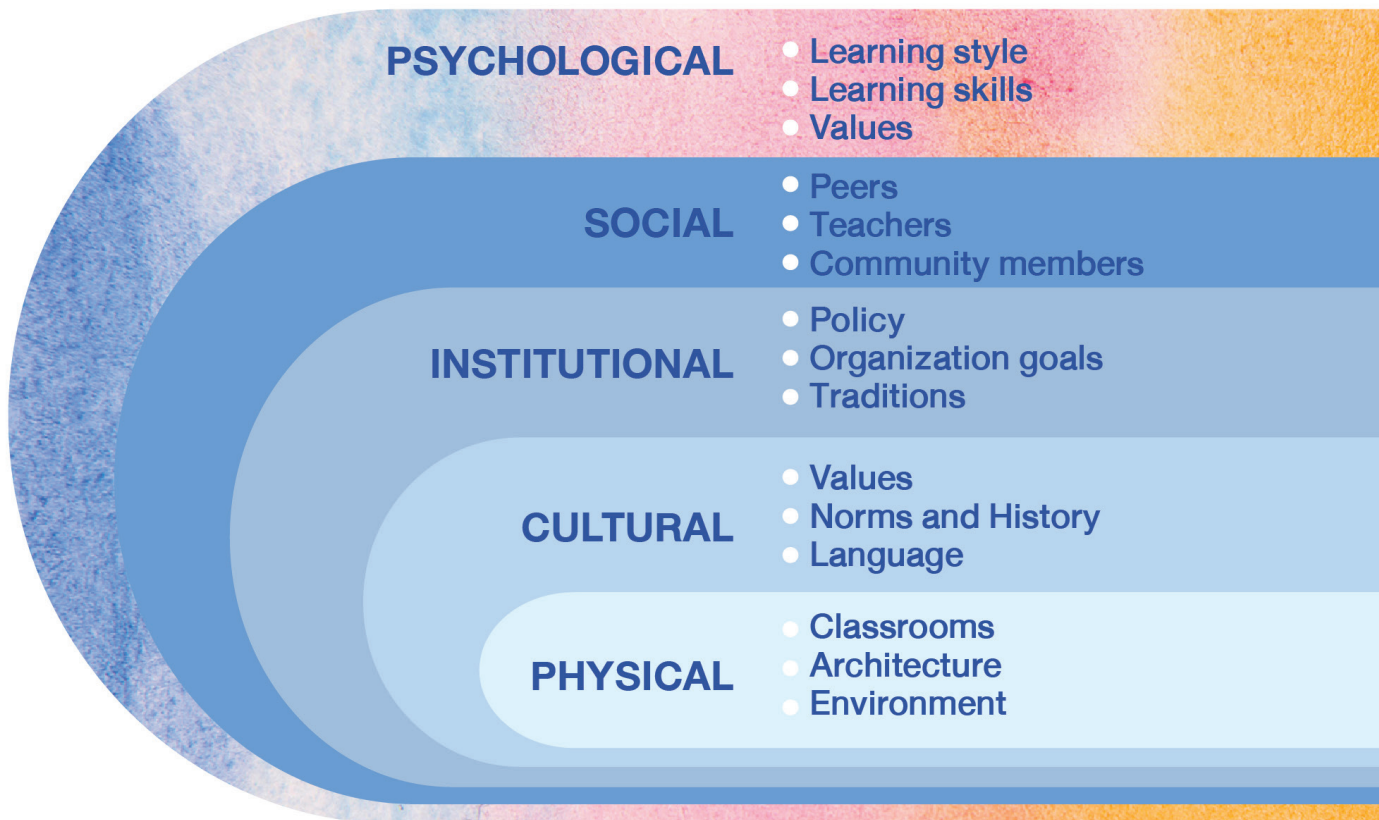 PSYCHOLOGICAL
Learning style
Learning skills
Values
SOCIAL
Peers
Teachers
Community members
INSTITUTIONAL
Policy
Organization goals
Traditions
CULTURAL
Values
Norms and History
Language
PHYSICAL
Classrooms
Architecture
Environment